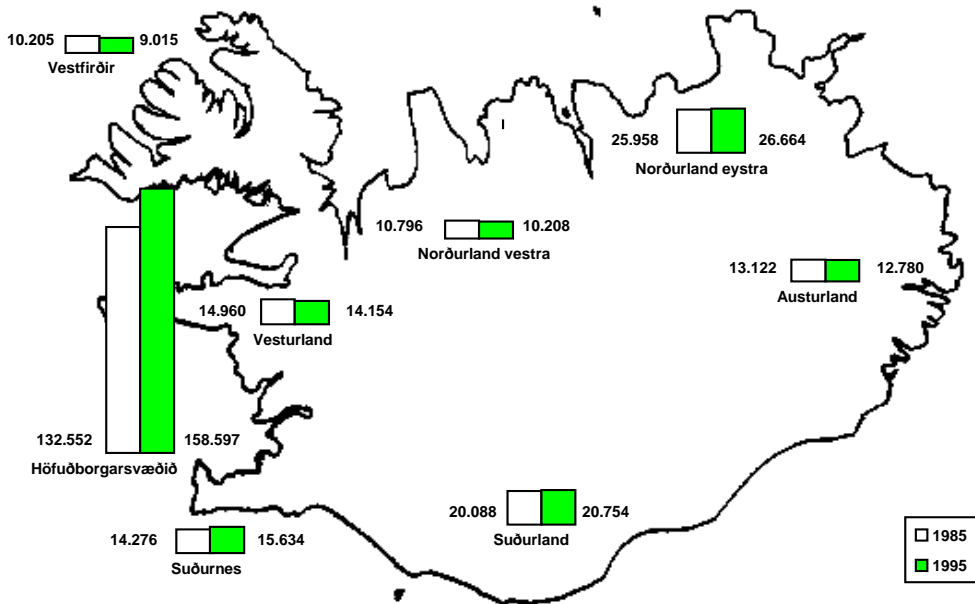 10.205 9.015
Vestfirðir
25.958 26.664
Norðurland eystra
10.796 10.208
Norðurland vestra
13.122 12.780
Austurland
14.960 14.154
Vesturland
132.552 158.597
Höfuðborgarsvæðið
20.088 20.754
Suðurland
14.276 15.634
Suðurnes
1985
1995